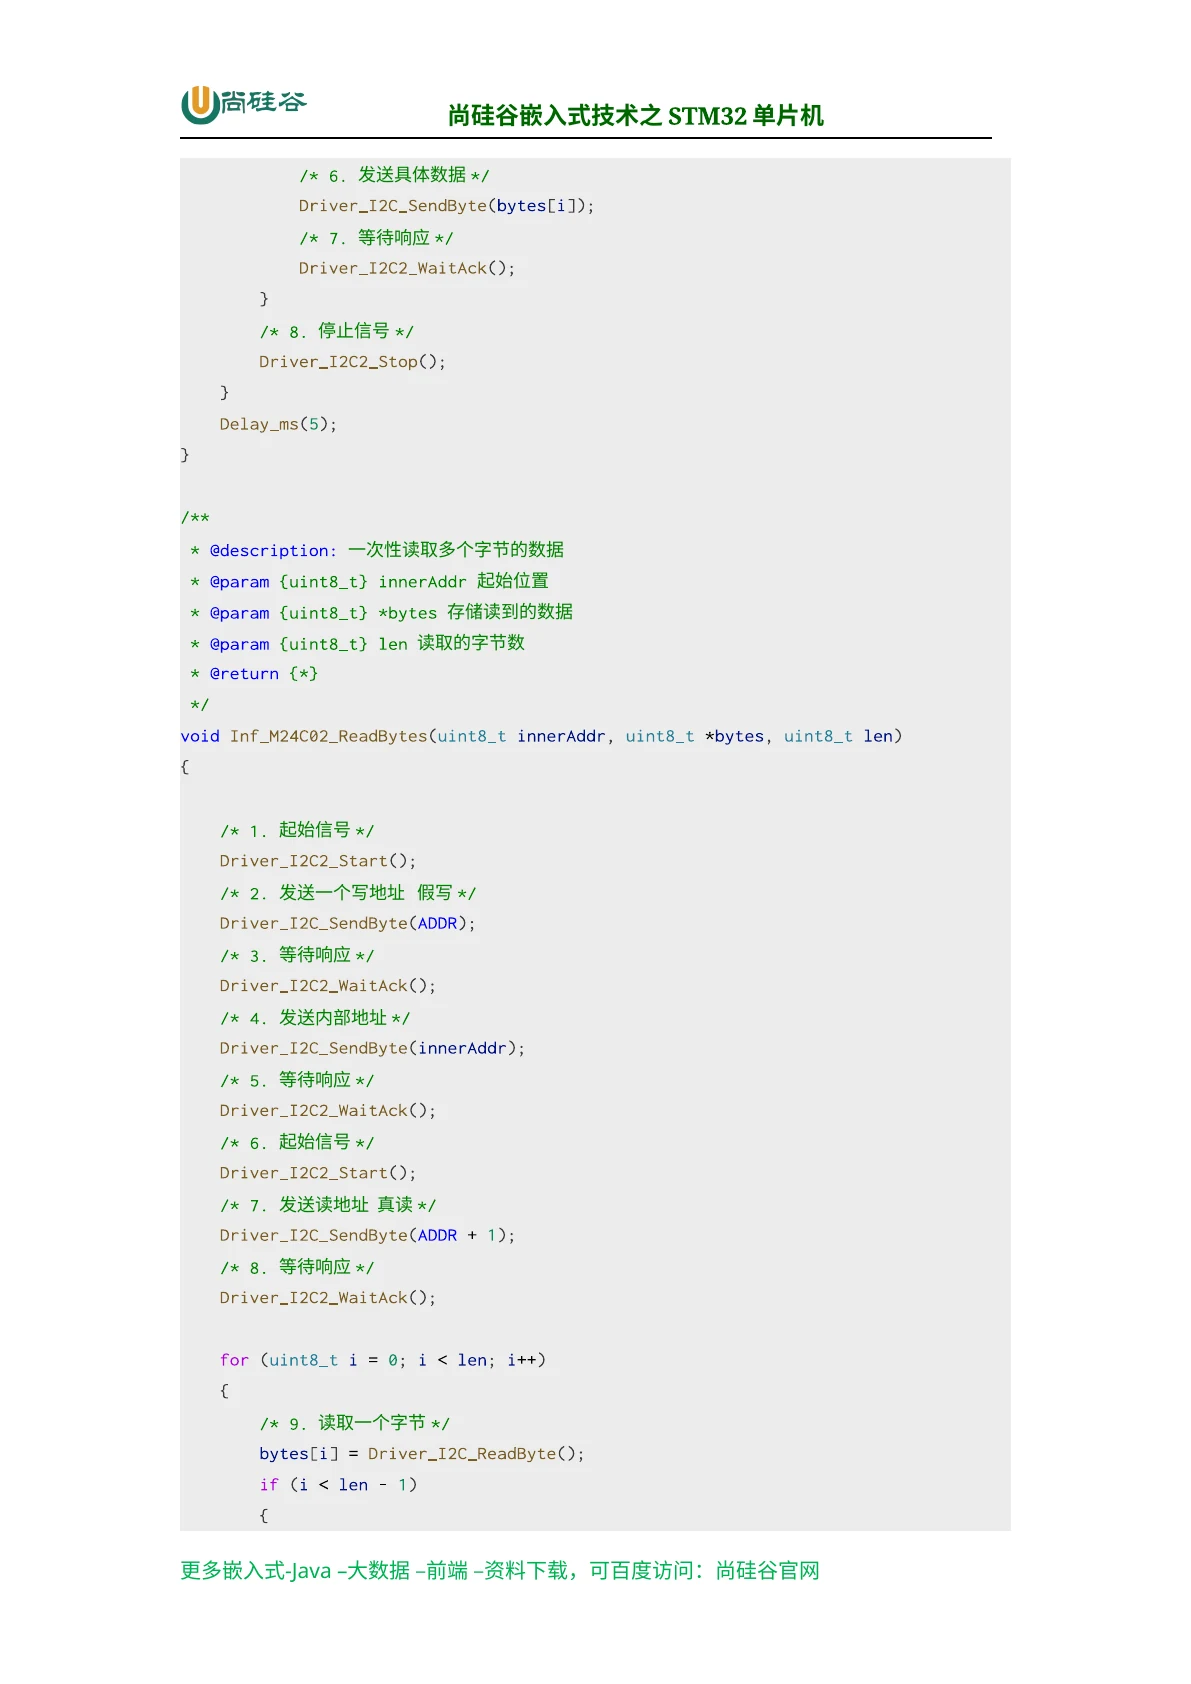 尚硅谷
尚硅谷嵌入式技术之 STM32 单片机
            /* 6. 发送具体数据 */
            Driver_I2C_SendByte(bytes[i]);
            /* 7. 等待响应 */
            Driver_I2C2_WaitAck();
        }
        /* 8. 停止信号 */
        Driver_I2C2_Stop();
    }
    Delay_ms(5);
}
/**
 * @description: 一次性读取多个字节的数据
 * @param {uint8_t} innerAddr 起始位置
 * @param {uint8_t} *bytes 存储读到的数据
 * @param {uint8_t} len 读取的字节数
 * @return {*}
 */
void Inf_M24C02_ReadBytes(uint8_t innerAddr, uint8_t *bytes, uint8_t len)
{
    /* 1. 起始信号 */
    Driver_I2C2_Start();
    /* 2. 发送一个写地址 假写 */
    Driver_I2C_SendByte(ADDR);
    /* 3. 等待响应 */
    Driver_I2C2_WaitAck();
    /* 4. 发送内部地址 */
    Driver_I2C_SendByte(innerAddr);
    /* 5. 等待响应 */
    Driver_I2C2_WaitAck();
    /* 6. 起始信号 */
    Driver_I2C2_Start();
    /* 7. 发送读地址 真读 */
    Driver_I2C_SendByte(ADDR + 1);
    /* 8. 等待响应 */
    Driver_I2C2_WaitAck();
    for (uint8_t i = 0; i < len; i++)
    {
        /* 9. 读取一个字节 */
        bytes[i] = Driver_I2C_ReadByte();
        if (i < len - 1)
        {
更多嵌入式-Java –大数据 –前端 –资料下载，可百度访问：尚硅谷官网